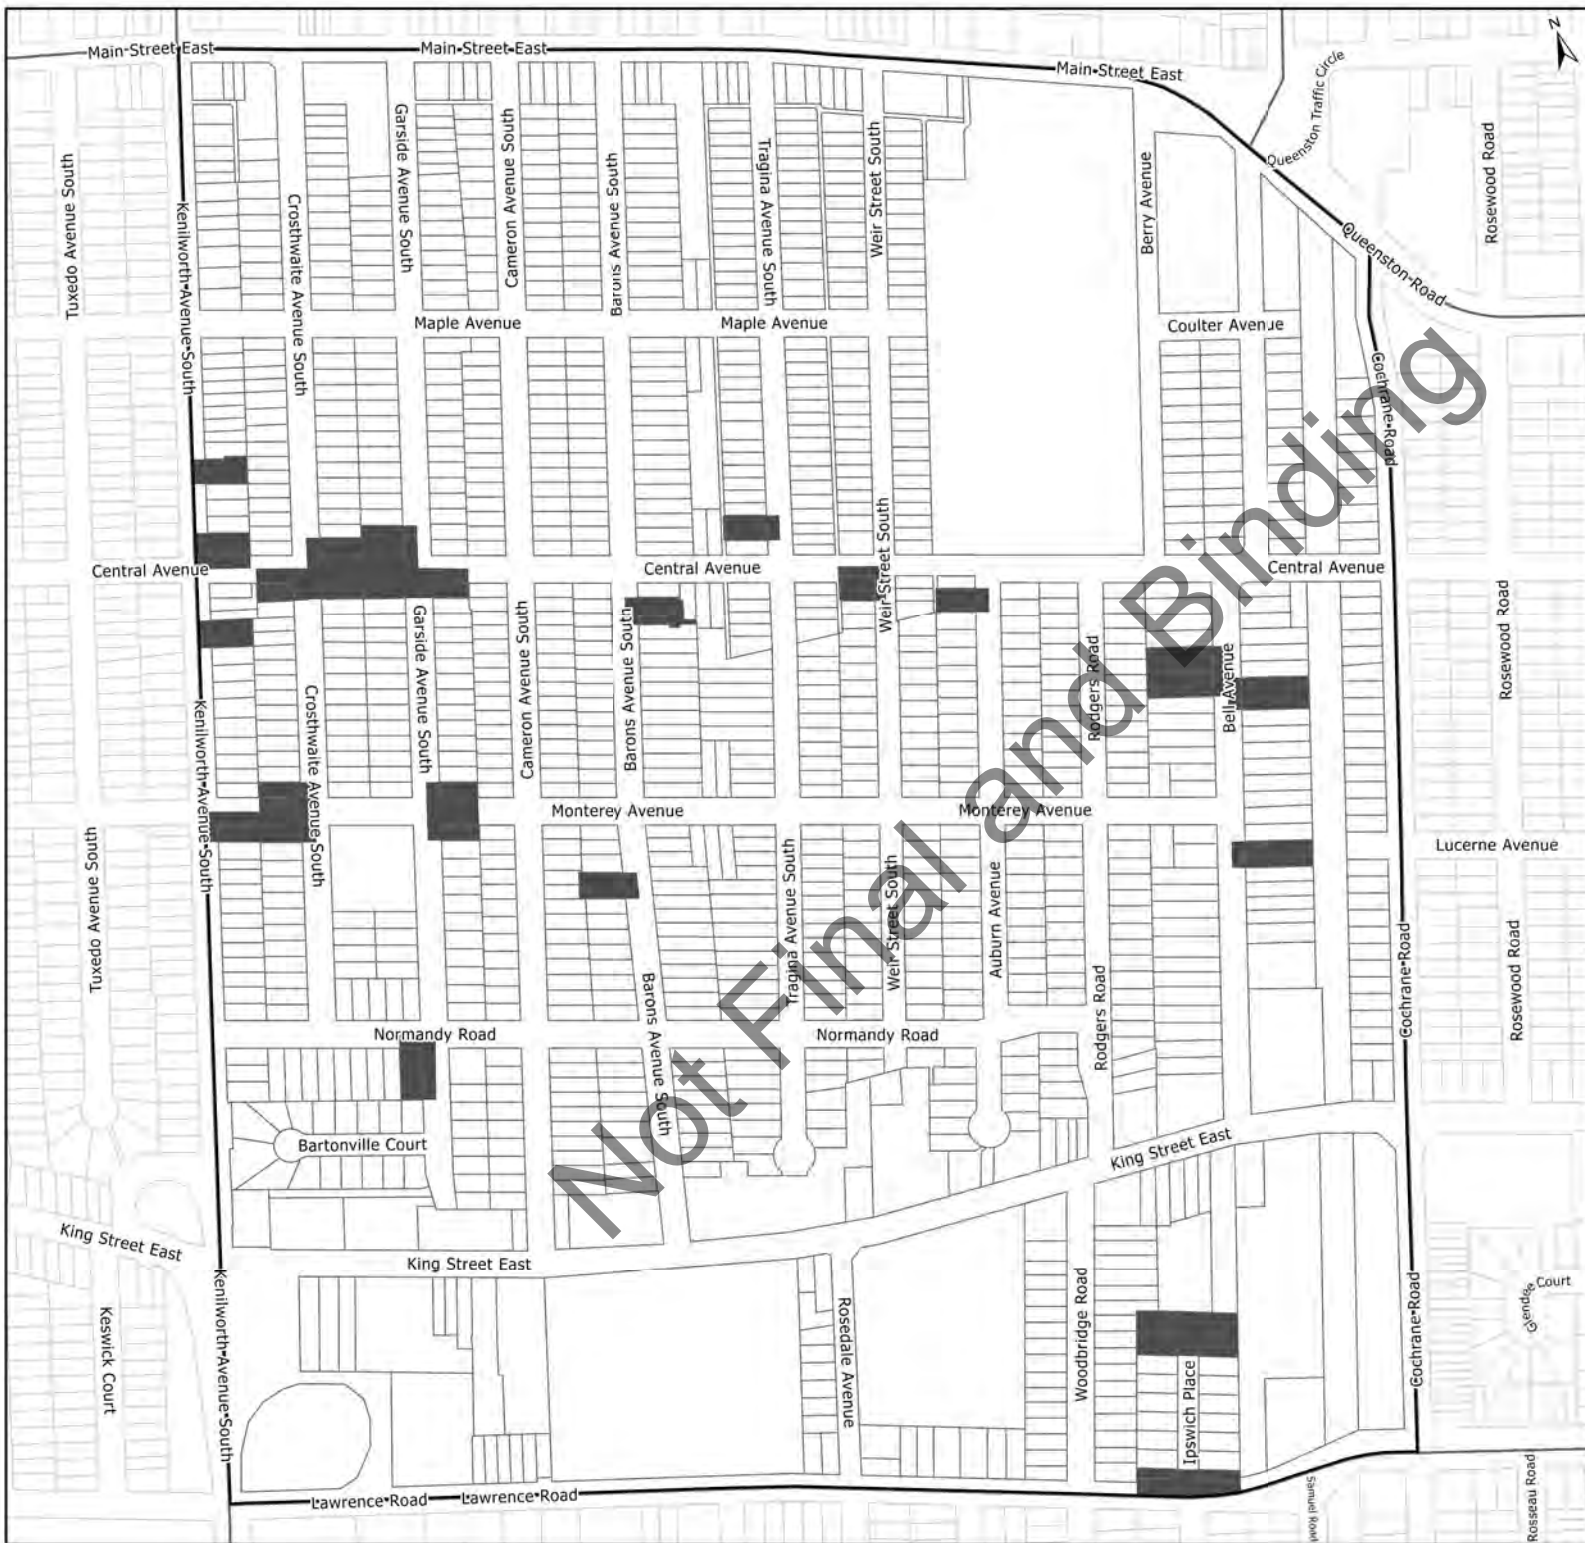 Main Street East
Main Street East
Main Street East
Z
Queenston Traffic Circle
Queenston Road
Rosewood Road
Tuxedo Avenue South
Kenilworth Avenue South
Crosthwaite Avenue South
Garside Avenue South
Cameron Avenue South
Barons Avenue South
Tragina Avenue South
Weir Street South
Berry Avenue
Maple Avenue
Maple Avenue
Coulter Avenue
Cochrane Road
Weir Street South
Central Avenue
Central Avenue
Central Avenue
Kenilworth Avenue South
Crosthwaite Avenue South
Garside Avenue South
Cameron Avenue South
Barons Avenue South
Weir Street South
Rodgers Road
Bell Avenue
Rosewood Road
Monterey Avenue
Monterey Avenue
Lucerne Avenue
Tuxedo Avenue South
Barons Avenue South
Tragina Avenue South
Weir Street South
Auburn Avenue
Rodgers Road
Cochrane Road
Rosewood Road
Normandy Road
Normandy Road
Bartonville Court
King Street East
King Street East
King Street East
Keswick Court
Kenilworth Avenue South
Rosedale Avenue
Woodbridge Road
Ipswich Place
Cochrane Road
Glendee Court
Lawrence Road
Lawrence Road
Samuel Road
Rosseau Road
Not Final and Binding